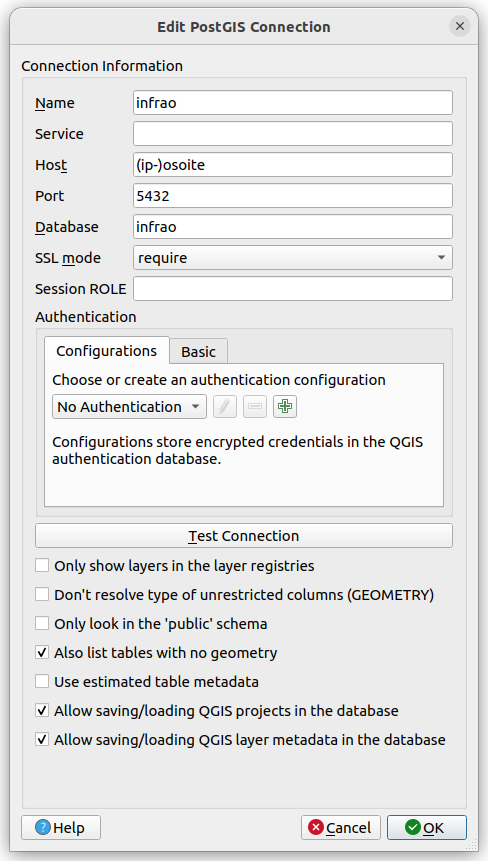 Edit PostGIS Connection
Connection Information
Name infrao
Service
Host (ip-)osoite
Port 5432
Database infrao
SSL mode require
Session ROLE
Authentication
Configurations Basic
Choose or create an authentication configuration
No Authentication
Configurations store encrypted credentials in the QGIS
authentication database.
Test Connection
Only show layers in the layer registries
Don't resolve type of unrestricted columns (GEOMETRY)
Only look in the 'public' schema
Also list tables with no geometry
Use estimated table metadata
Allow saving/loading QGIS projects in the database
Allow saving/loading QGIS layer metadata in the database
Help Cancel OK